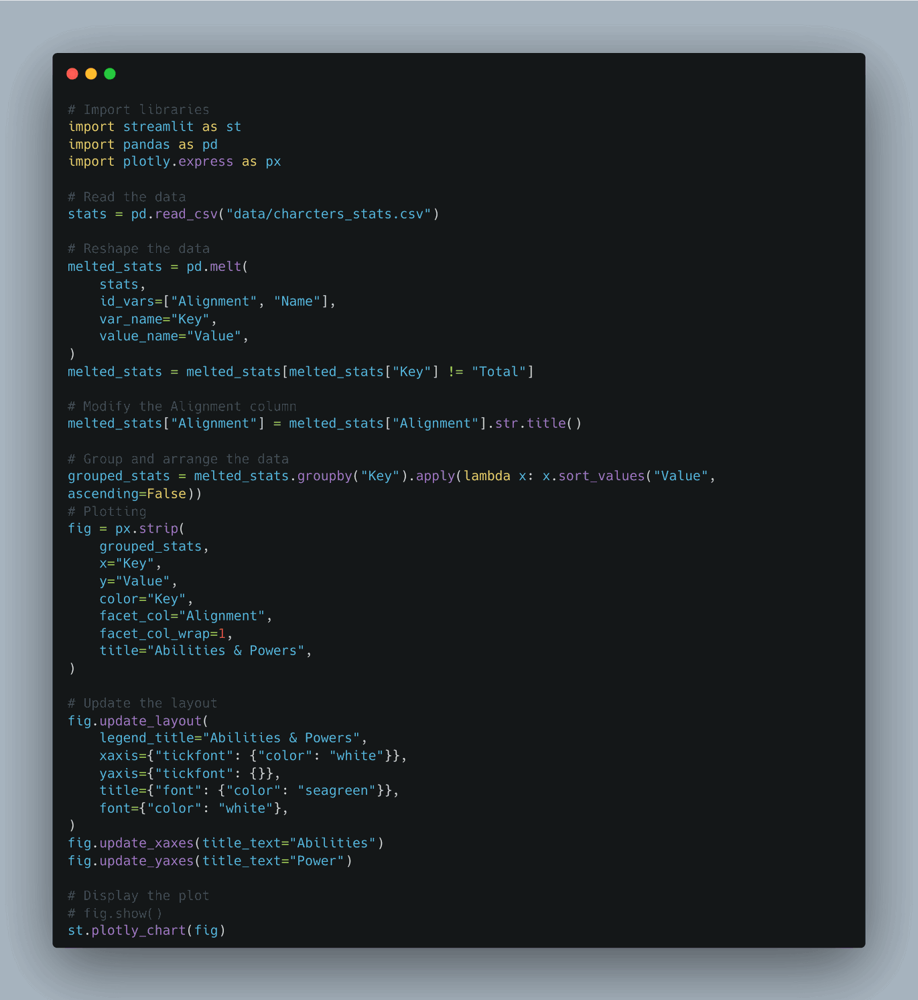 # Import libraries
import streamlit as st
import pandas as pd
import plotly.express as px

# Read the data
stats = pd.read_csv("data/charcters_stats.csv")

# Reshape the data
melted_stats = pd.melt(
    stats,
    id_vars=["Alignment", "Name"],
    var_name="Key",
    value_name="Value",
)
melted_stats = melted_stats[melted_stats["Key"] != "Total"]

# Modify the Alignment column
melted_stats["Alignment"] = melted_stats["Alignment"].str.title()

# Group and arrange the data
grouped_stats = melted_stats.groupby("Key").apply(lambda x: x.sort_values("Value",
ascending=False))
# Plotting
fig = px.strip(
    grouped_stats,
    x="Key",
    y="Value",
    color="Key",
    facet_col="Alignment",
    facet_col_wrap=1,
    title="Abilities & Powers",
)

# Update the layout
fig.update_layout(
    legend_title="Abilities & Powers",
    xaxis={"tickfont": {"color": "white"}},
    yaxis={"tickfont": {}},
    title={"font": {"color": "seagreen"}},
    font={"color": "white"},
)
fig.update_xaxes(title_text="Abilities")
fig.update_yaxes(title_text="Power")

# Display the plot
# fig.show()
st.plotly_chart(fig)